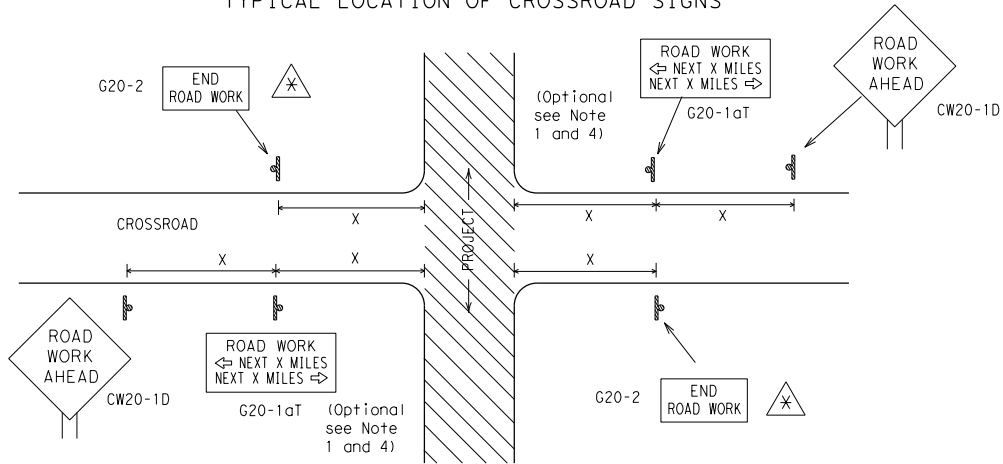 TYPICAL LOCATION OF CROSSROAD SIGNS
G20-2
END
ROAD WORK
(Optional
see Note
1 and 4)
ROAD WORK
⇦ NEXT X MILES
NEXT X MILES ⇨
G20-1aT
ROAD
WORK
AHEAD
CW20-1D
CROSSROAD
X
X
X
X
X
X
PROJECT
ROAD
WORK
AHEAD
CW20-1D
ROAD WORK
⇦ NEXT X MILES
NEXT X MILES ⇨
G20-1aT
(Optional
see Note
1 and 4)
G20-2
END
ROAD WORK